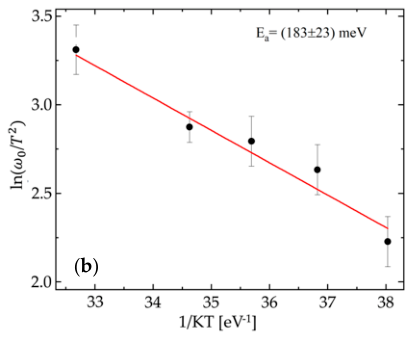 E_a= (183±23) meV
3.5
3.0
2.5
2.0
ln(ω₀/T²)
(b)
33 34 35 36 37 38
1/KT [eV⁻¹]